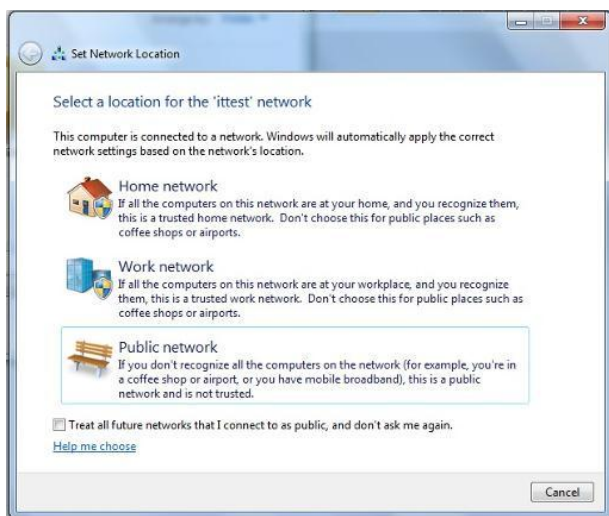 Set Network Location
Select a location for the 'ittest' network
This computer is connected to a network. Windows will automatically apply the correct
network settings based on the network's location.
Home network
If all the computers on this network are at your home, and you recognize them,
this is a trusted home network. Don't choose this for public places such as
coffee shops or airports.
Work network
If all the computers on this network are at your workplace, and you recognize
them, this is a trusted work network. Don't choose this for public places such as
coffee shops or airports.
Public network
If you don't recognize all the computers on the network (for example, you're in
a coffee shop or airport, or you have mobile broadband), this is a public
network and is not trusted.
Treat all future networks that I connect to as public, and don't ask me again.
Help me choose
Cancel